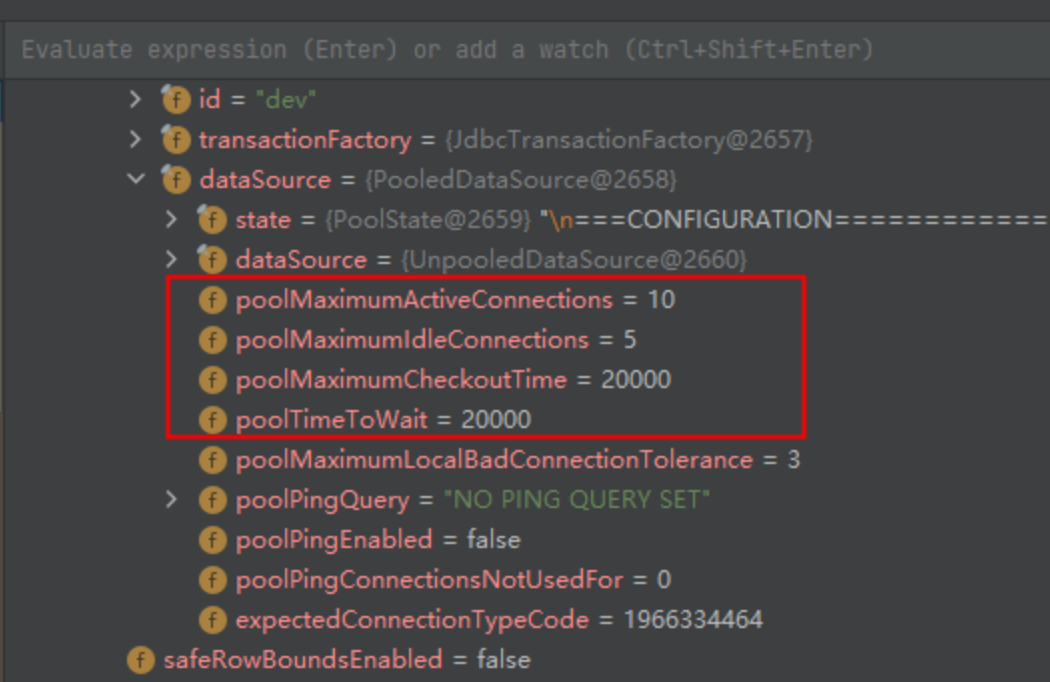 Evaluate expression (Enter) or add a watch (Ctrl+Shift+Enter)
f id = "dev"
f transactionFactory = {JdbcTransactionFactory@2657}
f dataSource = {PooledDataSource@2658}
f state = {PoolState@2659} "\n===CONFIGURATION============
f dataSource = {UnpooledDataSource@2660}
f poolMaximumActiveConnections = 10
f poolMaximumIdleConnections = 5
f poolMaximumCheckoutTime = 20000
f poolTimeToWait = 20000
f poolMaximumLocalBadConnectionTolerance = 3
f poolPingQuery = "NO PING QUERY SET"
f poolPingEnabled = false
f poolPingConnectionsNotUsedFor = 0
f expectedConnectionTypeCode = 1966334464
f safeRowBoundsEnabled = false